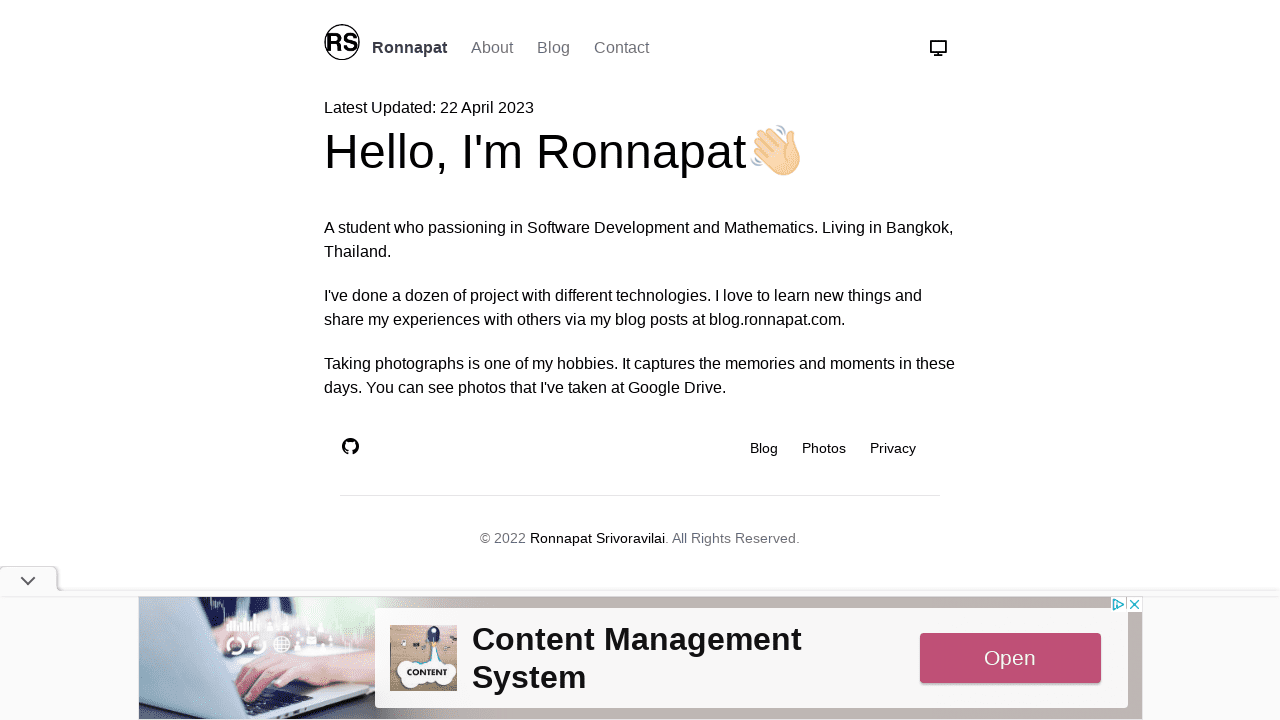 RS
Ronnapat About Blog Contact
Latest Updated: 22 April 2023
Hello, I'm Ronnapat👋🏻
A student who passioning in Software Development and Mathematics. Living in Bangkok,
Thailand.
I've done a dozen of project with different technologies. I love to learn new things and
share my experiences with others via my blog posts at blog.ronnapat.com.
Taking photographs is one of my hobbies. It captures the memories and moments in these
days. You can see photos that I've taken at Google Drive.
Blog Photos Privacy
© 2022 Ronnapat Srivoravilai. All Rights Reserved.
CONTENT
Content Management
System
Open